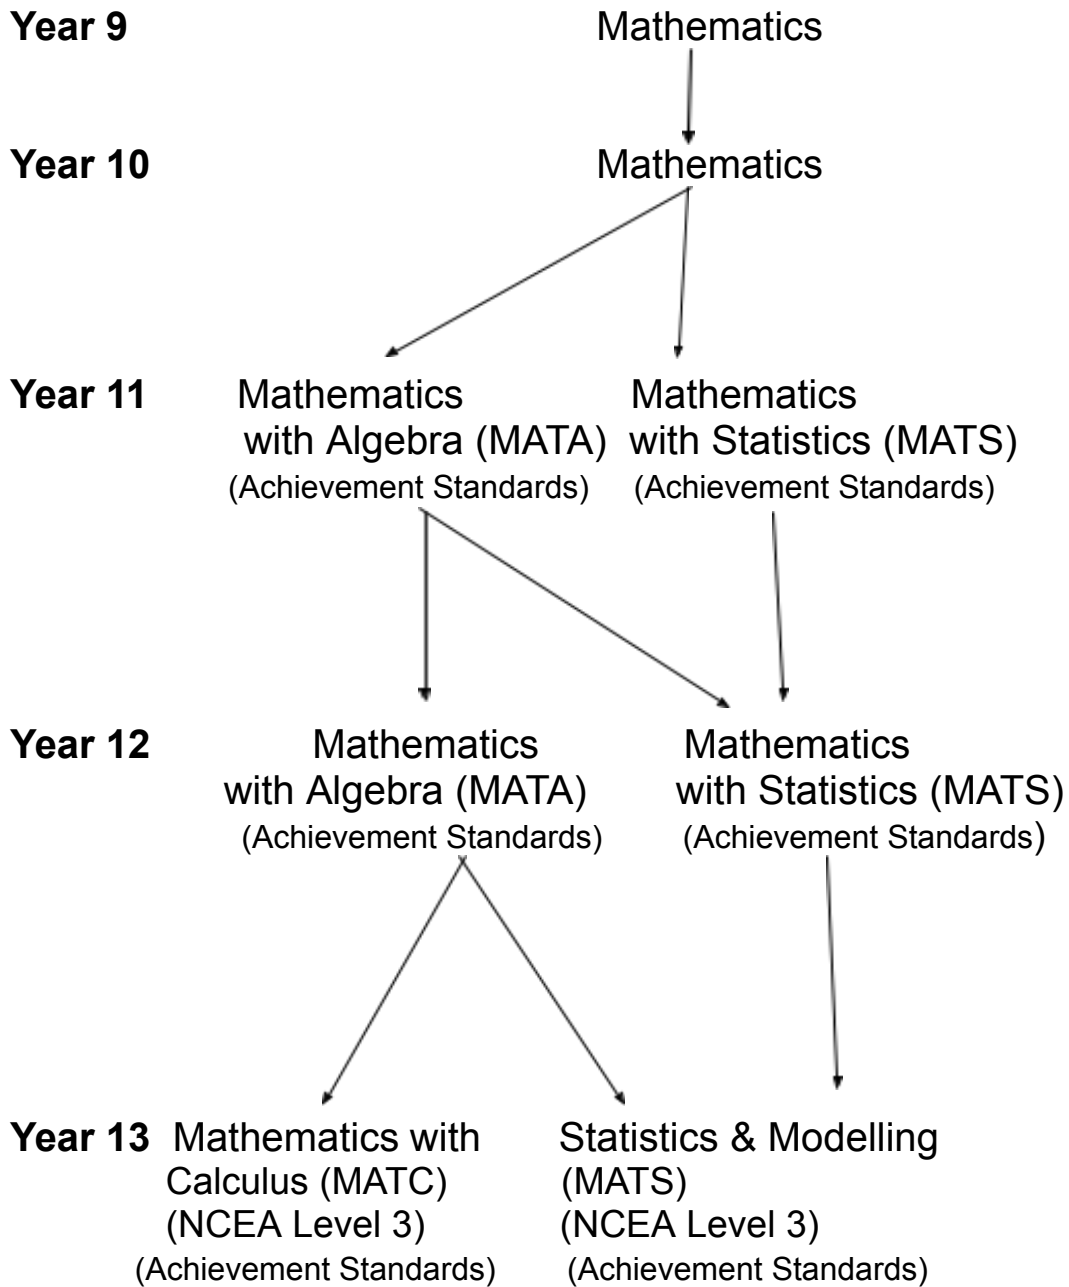 Year 9 Mathematics
Year 10 Mathematics
Year 11 Mathematics Mathematics
with Algebra (MATA) with Statistics (MATS)
(Achievement Standards) (Achievement Standards)
Year 12 Mathematics Mathematics
with Algebra (MATA) with Statistics (MATS)
(Achievement Standards) (Achievement Standards)
Year 13 Mathematics with Statistics & Modelling
Calculus (MATC) (MATS)
(NCEA Level 3) (NCEA Level 3)
(Achievement Standards) (Achievement Standards)